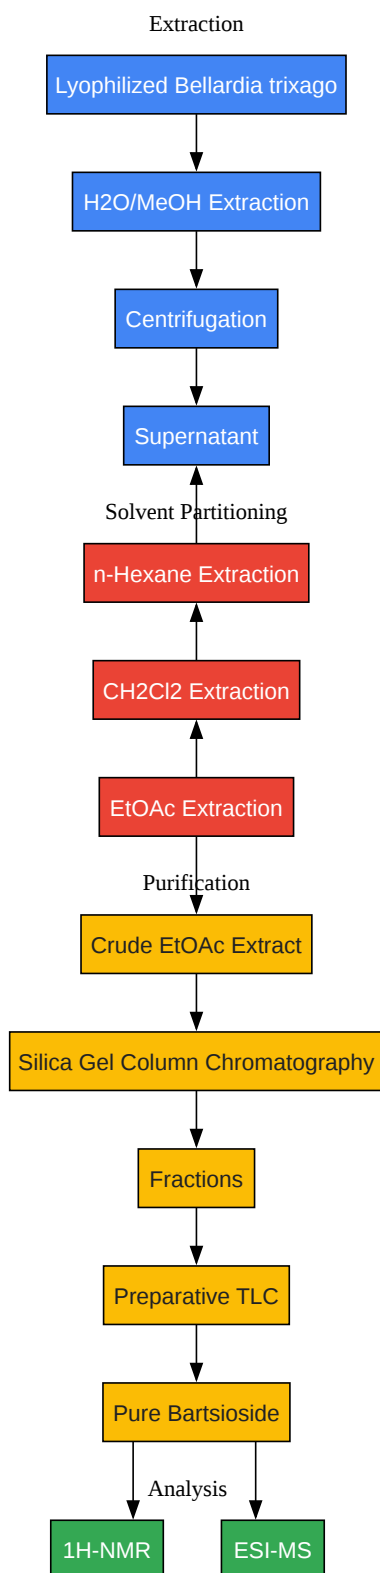 Extraction
Lyophilized Bellardia trixago
H2O/MeOH Extraction
Centrifugation
Supernatant
Solvent Partitioning
n-Hexane Extraction
CH2Cl2 Extraction
EtOAc Extraction
Purification
Crude EtOAc Extract
Silica Gel Column Chromatography
Fractions
Preparative TLC
Pure Bartsioside
Analysis
1H-NMR
ESI-MS